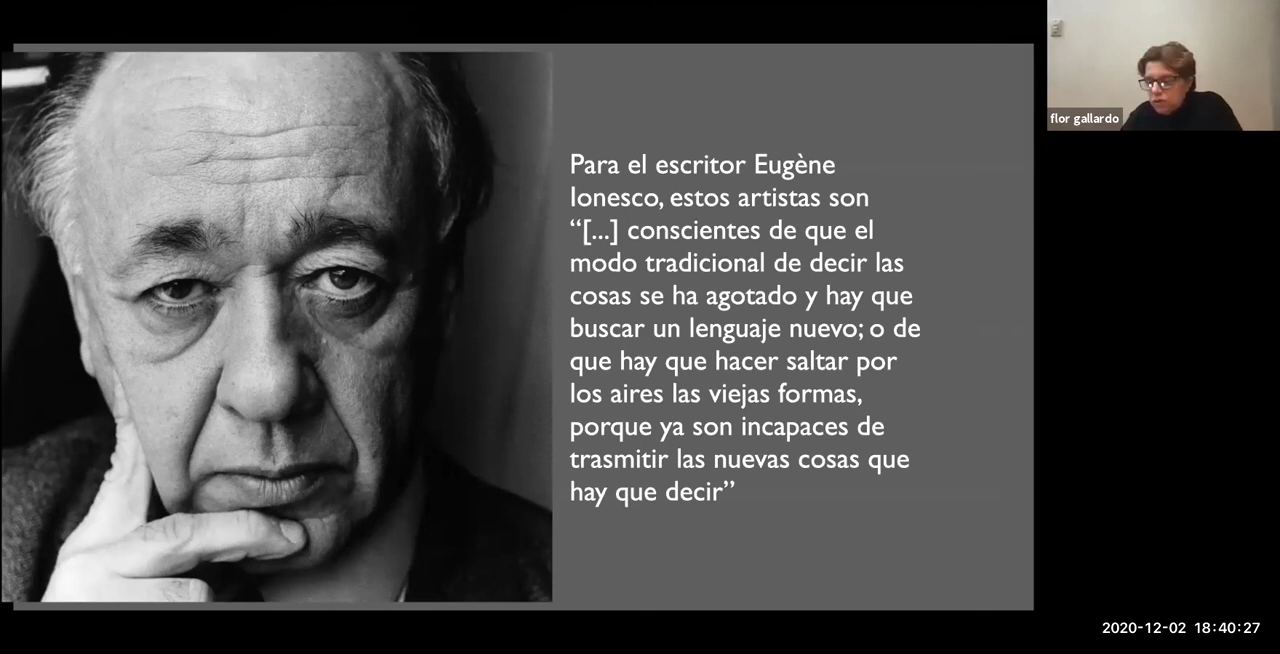 Para el escritor Eugène
Ionesco, estos artistas son
“[...] conscientes de que el
modo tradicional de decir las
cosas se ha agotado y hay que
buscar un lenguaje nuevo; o de
que hay que hacer saltar por
los aires las viejas formas,
porque ya son incapaces de
trasmitir las nuevas cosas que
hay que decir”
flor gallardo
2020-12-02 18:40:27